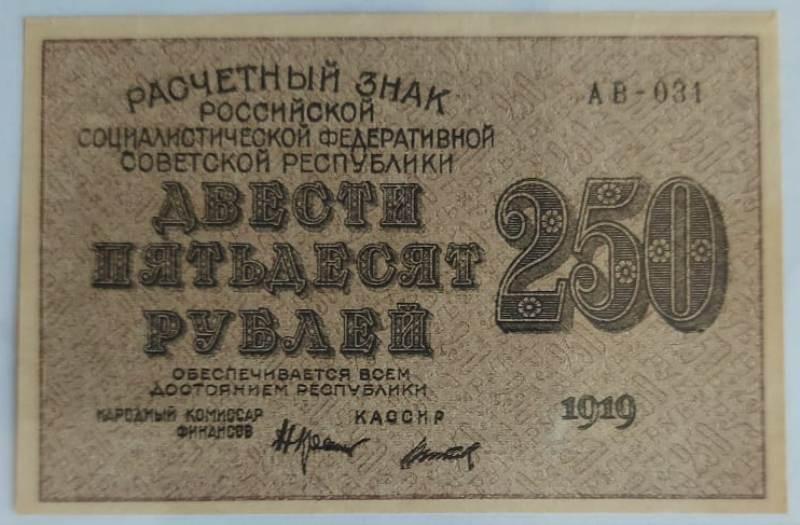 РАСЧЕТНЫЙ ЗНАК
АВ-031
РОССИЙСКОЙ
СОЦИАЛИСТИЧЕСКОЙ ФЕДЕРАТИВНОЙ
СОВЕТСКОЙ РЕСПУБЛИКИ
ДВЕСТИ
ПЯТЬДЕСЯТ
РУБЛЕЙ
250
ОБЕСПЕЧИВАЕТСЯ ВСЕМ
ДОСТОЯНИЕМ РЕСПУБЛИКИ
НАРОДНЫЙ КОМИССАР
ФИНАНСОВ
КАССИР
1919